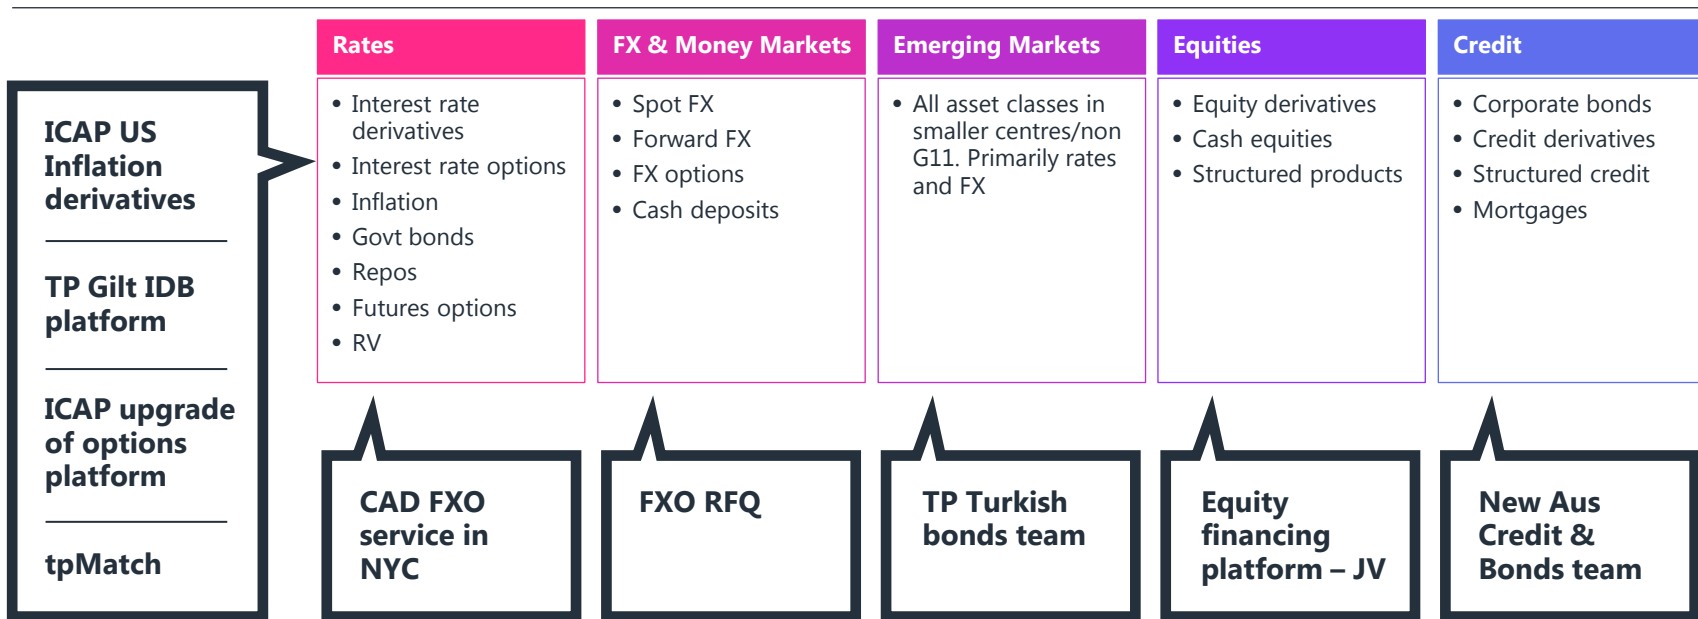 Rates
FX & Money Markets
Emerging Markets
Equities
Credit
ICAP US
Inflation
derivatives
TP Gilt IDB
platform
ICAP upgrade
of options
platform
tpMatch
• Interest rate
derivatives
• Interest rate options
• Inflation
• Govt bonds
• Repos
• Futures options
• RV
• Spot FX
• Forward FX
• FX options
• Cash deposits
• All asset classes in
smaller centres/non
G11. Primarily rates
and FX
• Equity derivatives
• Cash equities
• Structured products
• Corporate bonds
• Credit derivatives
• Structured credit
• Mortgages
CAD FXO
service in
NYC
FXO RFQ
TP Turkish
bonds team
Equity
financing
platform – JV
New Aus
Credit &
Bonds team